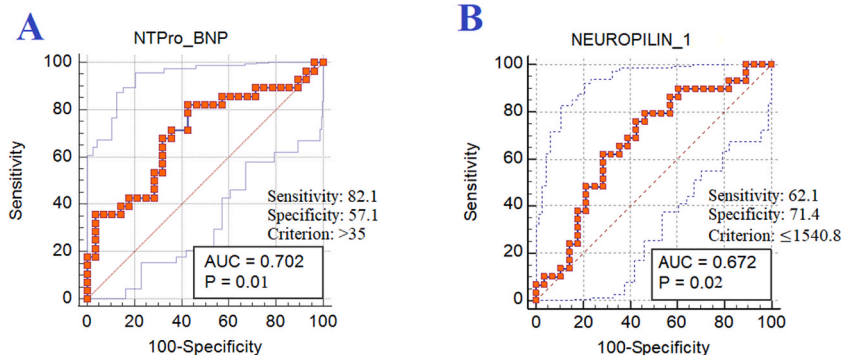 A
NTPro_BNP
100
80
60
40
20
0
Sensitivity
Sensitivity: 82.1
Specificity: 57.1
Criterion: >35
AUC = 0.702
P = 0.01
0 20 40 60 80 100
100-Specificity
B
NEUROPILIN_1
100
80
60
40
20
0
Sensitivity
Sensitivity: 62.1
Specificity: 71.4
Criterion: ≤1540.8
AUC = 0.672
P = 0.02
0 20 40 60 80 100
100-Specificity